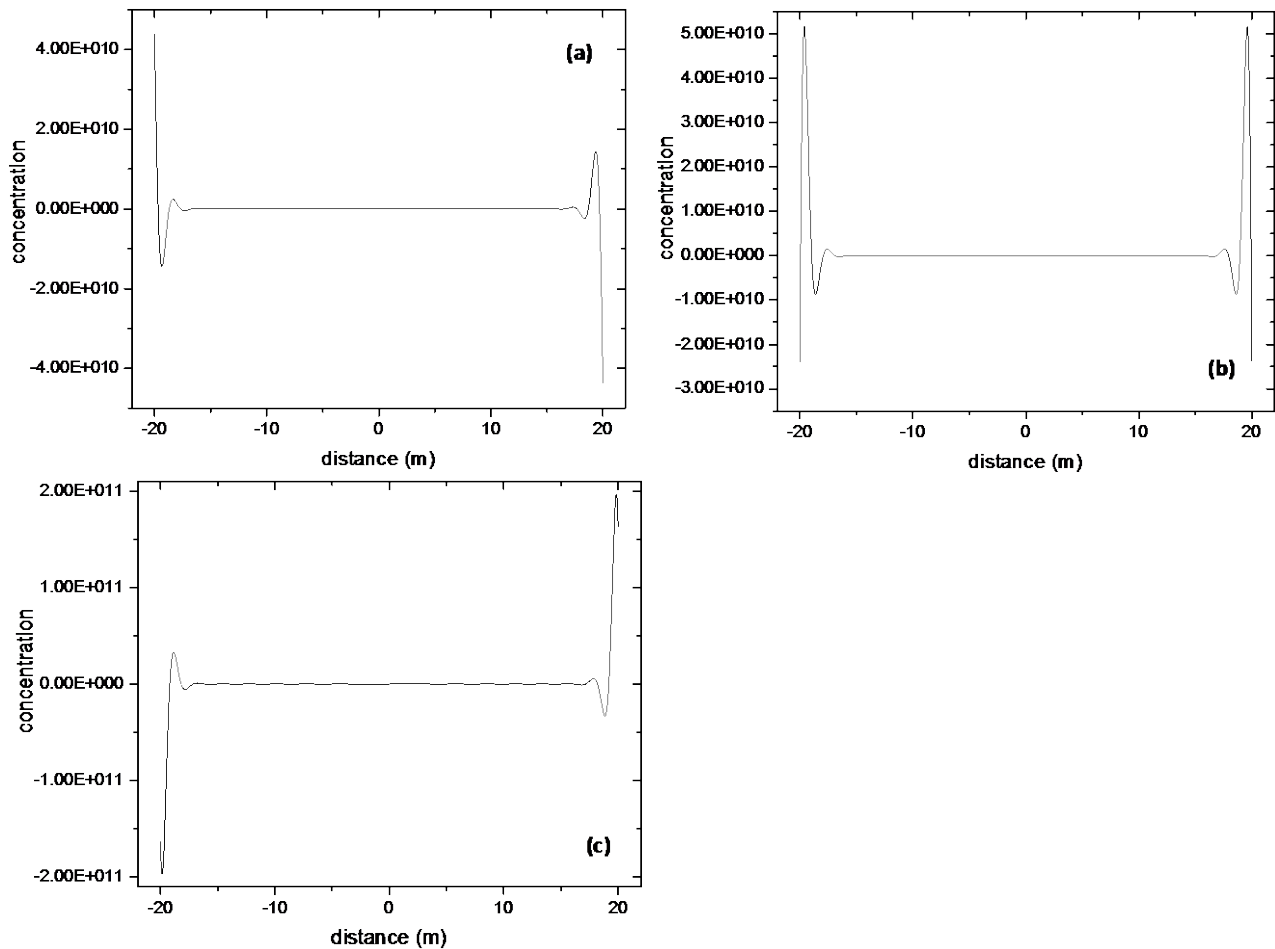 (a)
concentration
4.00E+010
2.00E+010
0.00E+000
-2.00E+010
-4.00E+010
-20 -10 0 10 20
distance (m)
(b)
concentration
5.00E+010
4.00E+010
3.00E+010
2.00E+010
1.00E+010
0.00E+000
-1.00E+010
-2.00E+010
-3.00E+010
-20 -10 0 10 20
distance (m)
(c)
concentration
2.00E+011
1.00E+011
0.00E+000
-1.00E+011
-2.00E+011
-20 -10 0 10 20
distance (m)